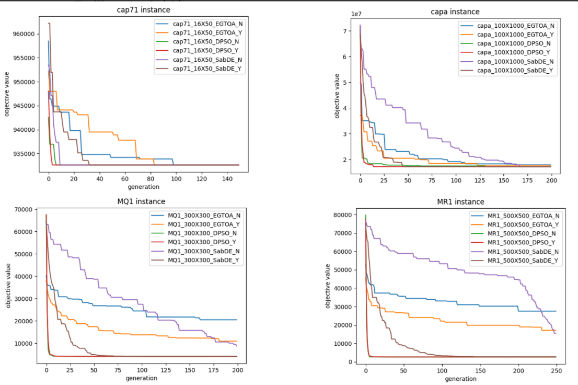 cap71 instance
objective value
960000
955000
950000
945000
940000
935000
0
20
40
60
80
100
120
140
generation
cap71_16X50_EGTOA_N
cap71_16X50_EGTOA_Y
cap71_16X50_DPSO_N
cap71_16X50_DPSO_Y
cap71_16X50_SabDE_N
cap71_16X50_SabDE_Y
capa instance
1e7
objective value
7
6
5
4
3
2
0
25
50
75
100
125
150
175
200
generation
capa_100X1000_EGTOA_N
capa_100X1000_EGTOA_Y
capa_100X1000_DPSO_N
capa_100X1000_DPSO_Y
capa_100X1000_SabDE_N
capa_100X1000_SabDE_Y
MQ1 instance
objective value
70000
60000
50000
40000
30000
20000
10000
0
25
50
75
100
125
150
175
200
generation
MQ1_300X300_EGTOA_N
MQ1_300X300_EGTOA_Y
MQ1_300X300_DPSO_N
MQ1_300X300_DPSO_Y
MQ1_300X300_SabDE_N
MQ1_300X300_SabDE_Y
MR1 instance
objective value
80000
70000
60000
50000
40000
30000
20000
10000
0
0
50
100
150
200
250
generation
MR1_500X500_EGTOA_N
MR1_500X500_EGTOA_Y
MR1_500X500_DPSO_N
MR1_500X500_DPSO_Y
MR1_500X500_SabDE_N
MR1_500X500_SabDE_Y